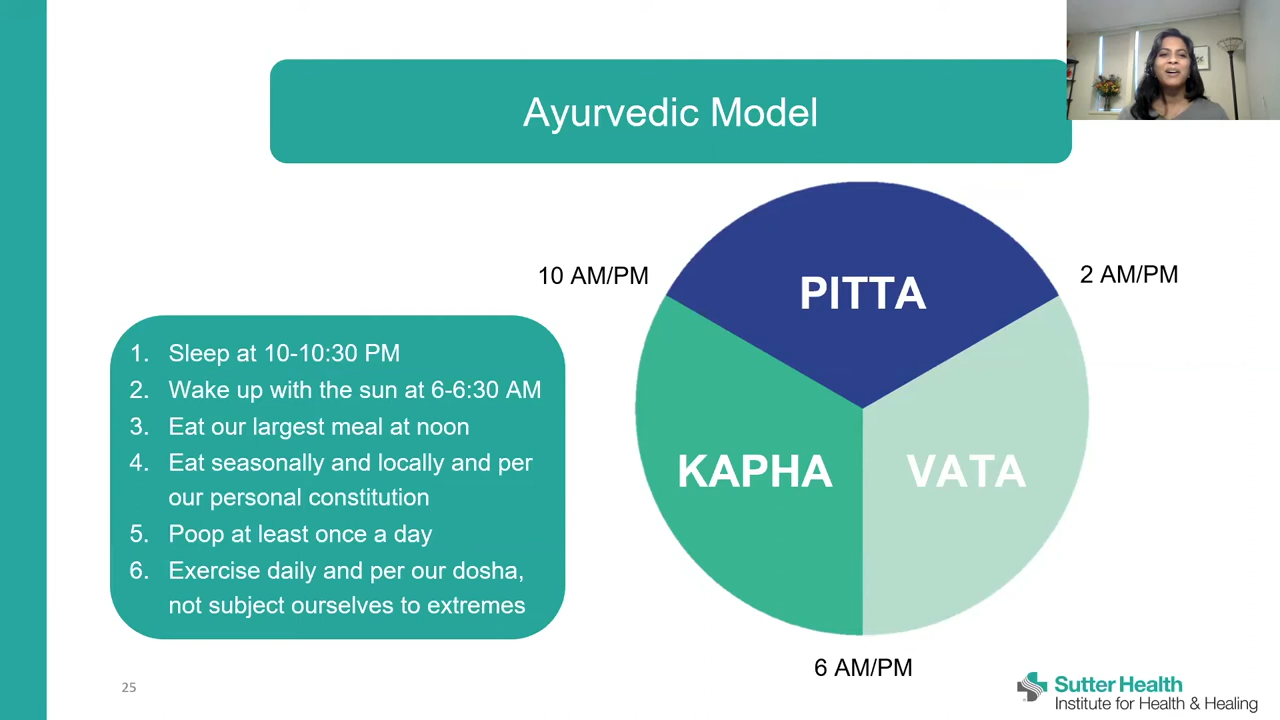 Ayurvedic Model
10 AM/PM
PITTA
2 AM/PM
1. Sleep at 10-10:30 PM
2. Wake up with the sun at 6-6:30 AM
3. Eat our largest meal at noon
4. Eat seasonally and locally and per
our personal constitution
5. Poop at least once a day
6. Exercise daily and per our dosha,
not subject ourselves to extremes
KAPHA
VATA
6 AM/PM
25
Sutter Health
Institute for Health & Healing